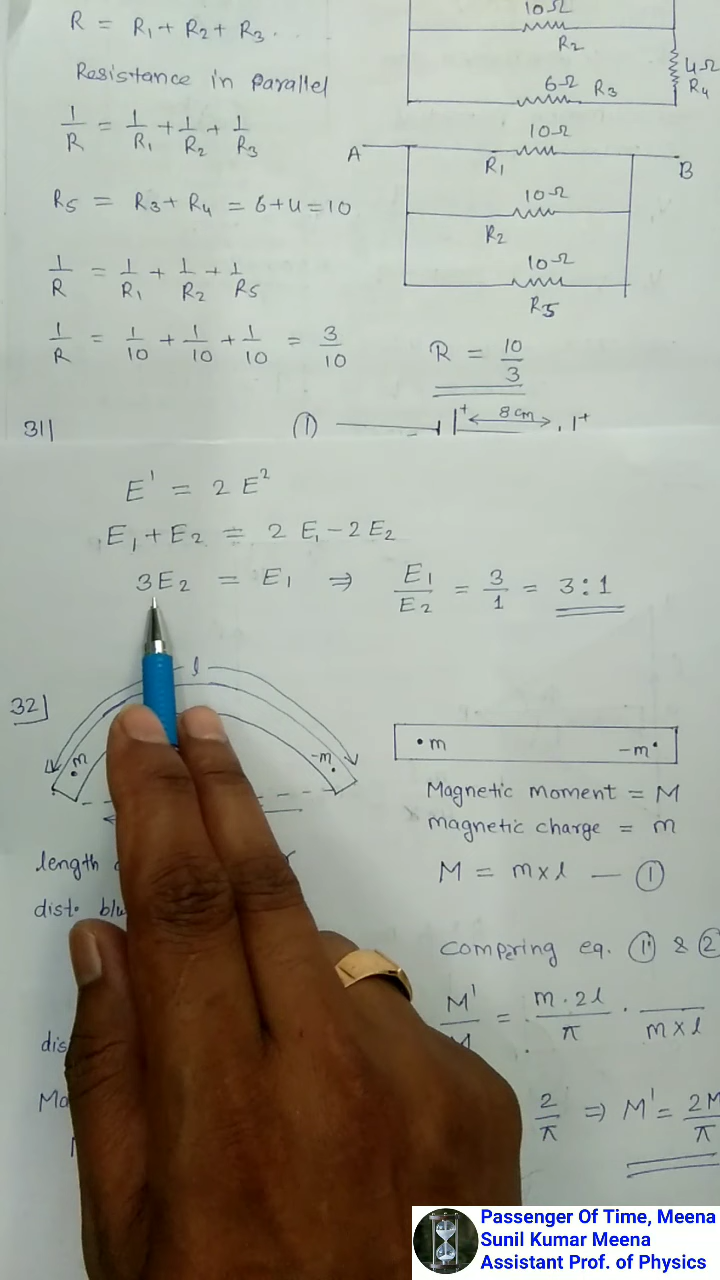 R = R1 + R2 + R3 . . .
Resistance in Parallel
1/R = 1/R1 + 1/R2 + 1/R3
R5 = R3 + R4 = 6+4 = 10
1/R = 1/R1 + 1/R2 + 1/R5
1/R = 1/10 + 1/10 + 1/10 = 3/10
10Ω
R2
4Ω
R4
6Ω R3
10Ω
A R1 B
10Ω
R2
10Ω
R5
R = 10/3
31] ① 8 cm
E' = 2 E²
E1 + E2 = 2 E1 - 2E2
3E2 = E1 ⇒ E1/E2 = 3/1 = 3:1
32]
l
m -m
• m -m •
Magnetic moment = M
magnetic charge = m
M = m×l — ①
length
dist.
comparing eq. ① & ②
M'/M = m.2l/π . /m×l
2/π ⇒ M' = 2M/π
Passenger Of Time, Meena
Sunil Kumar Meena
Assistant Prof. of Physics